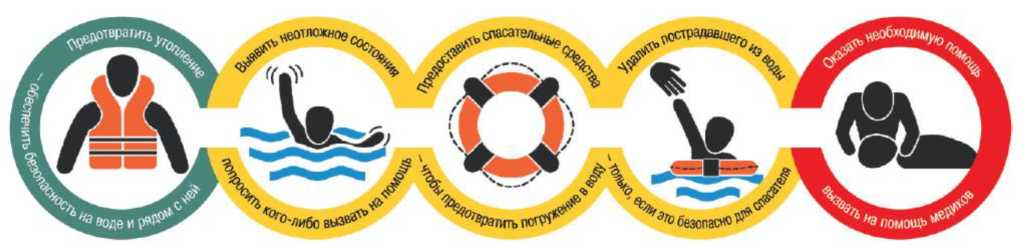 Предотвратить утопление
– обеспечить безопасность на воде и рядом с ней
Выявить неотложное состояния
попросить кого-либо вызвать на помощь
Предоставить спасательные средства
– чтобы предотвратить погружение в воду
Удалить пострадавшего из воды
– только, если это безопасно для спасателя
Оказать необходимую помощь
вызвать на помощь медиков